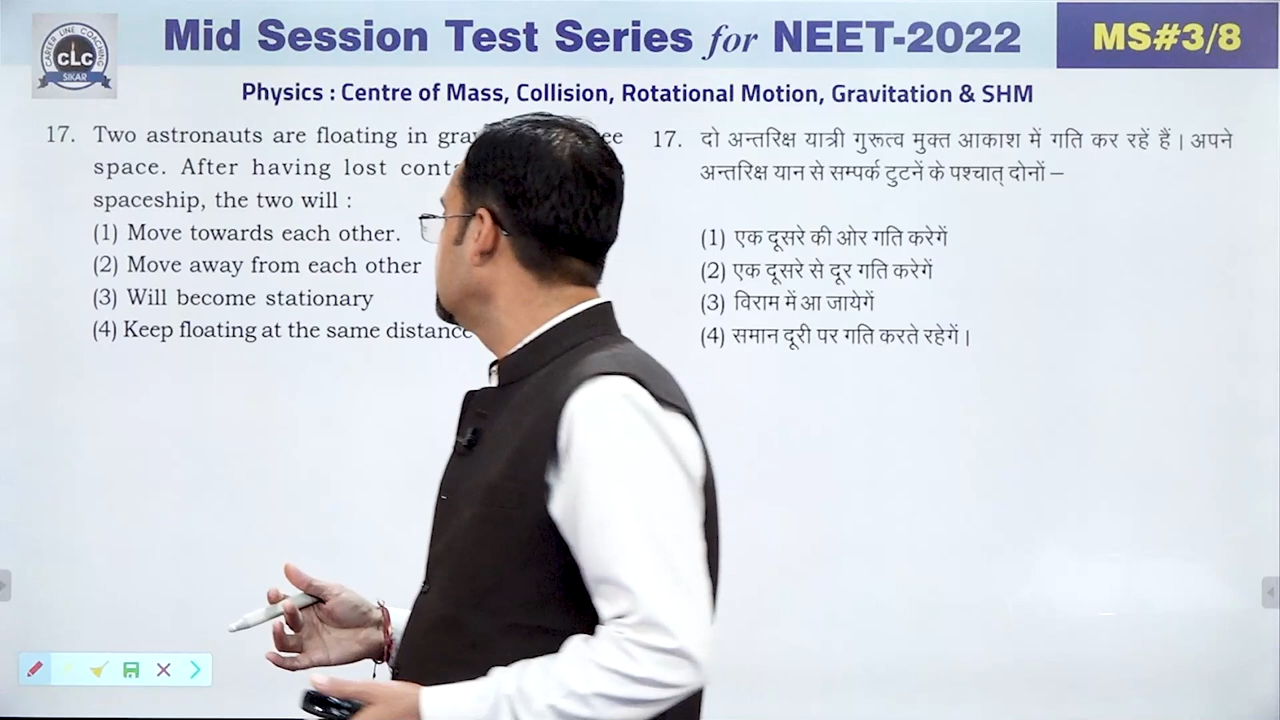 CAREER LINE COACHING
CLC
SIKAR
Mid Session Test Series for NEET-2022
MS#3/8
Physics : Centre of Mass, Collision, Rotational Motion, Gravitation & SHM
17. Two astronauts are floating in
space. After having lost
spaceship, the two will :
(1) Move towards each other.
(2) Move away from each other
(3) Will become stationary
(4) Keep floating at the same distance
17. दो अन्तरिक्ष यात्री गुरूत्व मुक्त आकाश में गति कर रहें हैं। अपने
अन्तरिक्ष यान से सम्पर्क टुटनें के पश्चात् दोनों –
(1) एक दूसरे की ओर गति करेगें
(2) एक दूसरे से दूर गति करेगें
(3) विराम में आ जायेगें
(4) समान दूरी पर गति करते रहेगें।